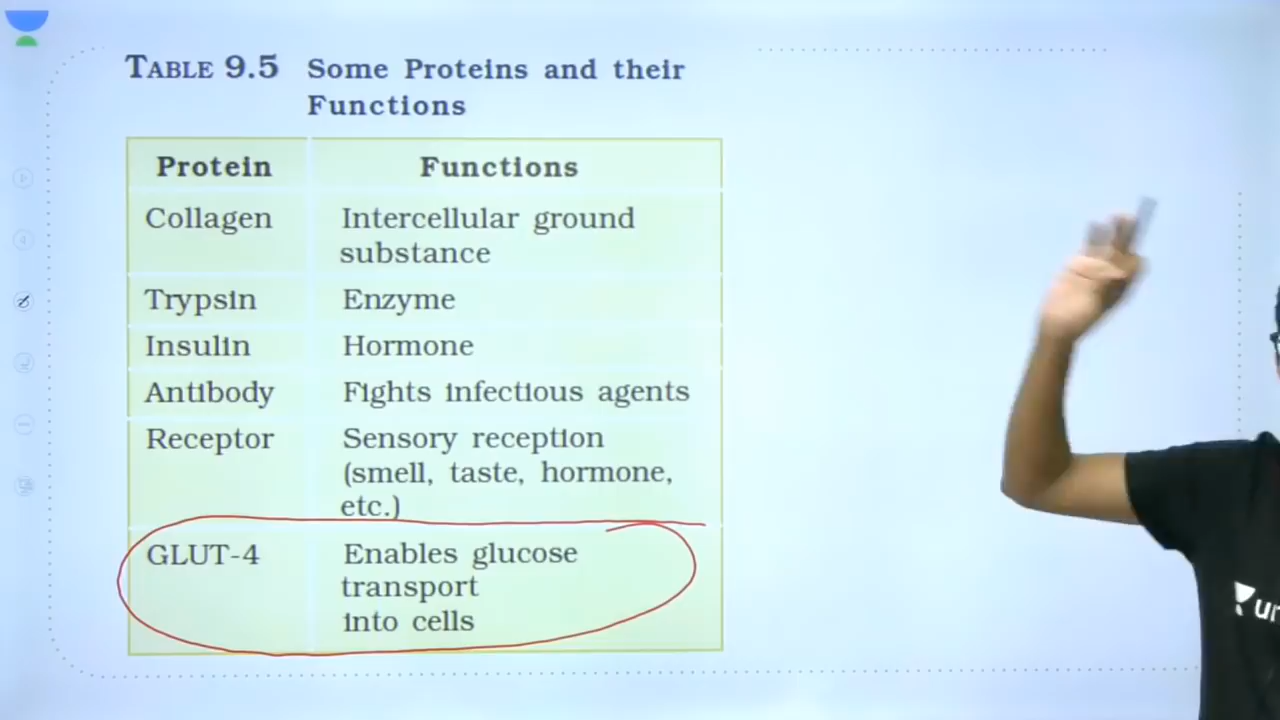 TABLE 9.5 Some Proteins and their
Functions
Protein Functions
Collagen Intercellular ground
substance
Trypsin Enzyme
Insulin Hormone
Antibody Fights infectious agents
Receptor Sensory reception
(smell, taste, hormone,
etc.)
GLUT-4 Enables glucose
transport
into cells